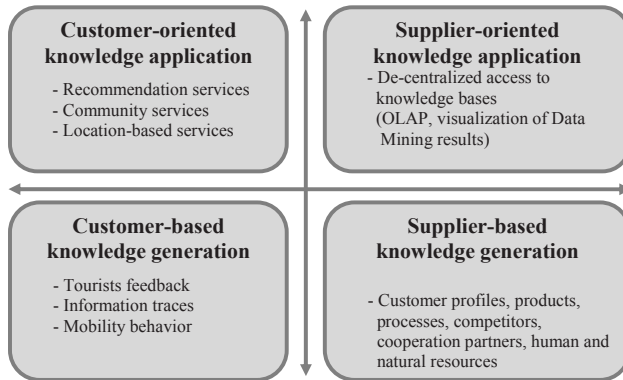 Customer-oriented
knowledge application
- Recommendation services
- Community services
- Location-based services
Supplier-oriented
knowledge application
- De-centralized access to
knowledge bases
(OLAP, visualization of Data
Mining results)
Customer-based
knowledge generation
- Tourists feedback
- Information traces
- Mobility behavior
Supplier-based
knowledge generation
- Customer profiles, products,
processes, competitors,
cooperation partners, human and
natural resources